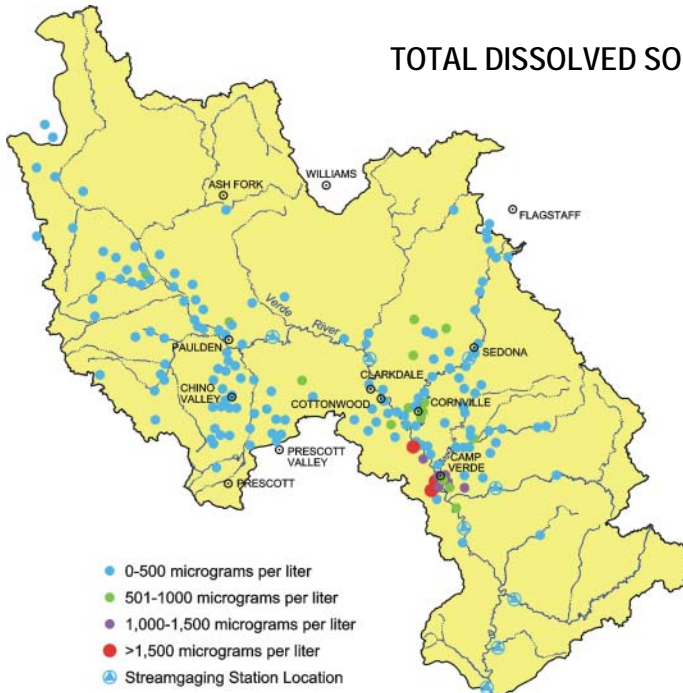 TOTAL DISSOLVED SO
WILLIAMS
ASH FORK
FLAGSTAFF
Verde River
PAULDEN
SEDONA
CLARKDALE
CHINO
VALLEY
COTTONWOOD
CORNVILLE
PRESCOTT
VALLEY
CAMP
VERDE
PRESCOTT
0-500 micrograms per liter
501-1000 micrograms per liter
1,000-1,500 micrograms per liter
>1,500 micrograms per liter
Streamgaging Station Location